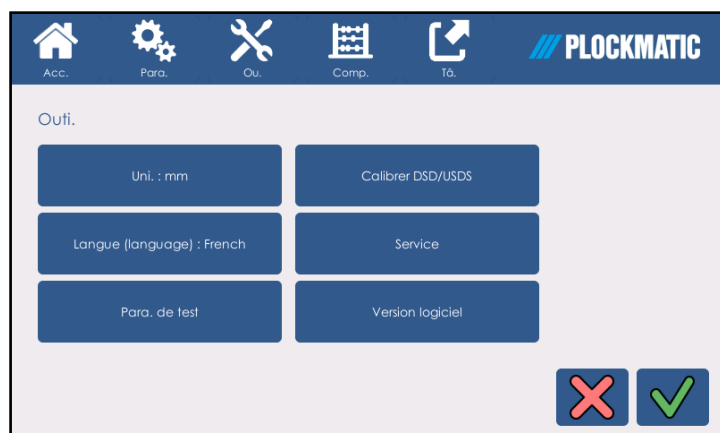 Acc. Para. Ou. Comp. Tâ. PLOCKMATIC
Outi.
Uni. : mm Calibrer DSD/USDS
Langue (language) : French Service
Para. de test Version logiciel